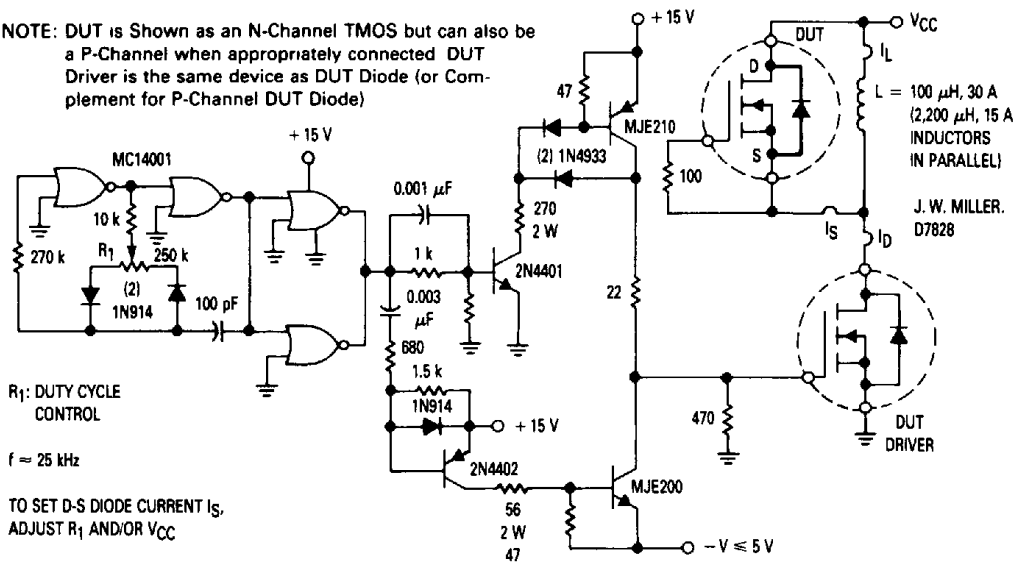 NOTE: DUT is Shown as an N-Channel TMOS but can also be
a P-Channel when appropriately connected DUT
Driver is the same device as DUT Diode (or Com-
plement for P-Channel DUT Diode)
+ 15 V
VCC
DUT
IL
D
S
L = 100 μH, 30 A
(2,200 μH, 15 A
INDUCTORS
IN PARALLEL)
J. W. MILLER.
D7828
47
MJE210
(2) 1N4933
100
IS
ID
+ 15 V
MC14001
10 k
270 k
R1
250 k
(2)
1N914
100 pF
0.001 μF
1 k
270
2 W
2N4401
0.003
μF
22
680
1.5 k
1N914
+ 15 V
470
DUT
DRIVER
2N4402
56
2 W
47
MJE200
– V ≤ 5 V
R1: DUTY CYCLE
CONTROL
f ≈ 25 kHz
TO SET D-S DIODE CURRENT IS,
ADJUST R1 AND/OR VCC